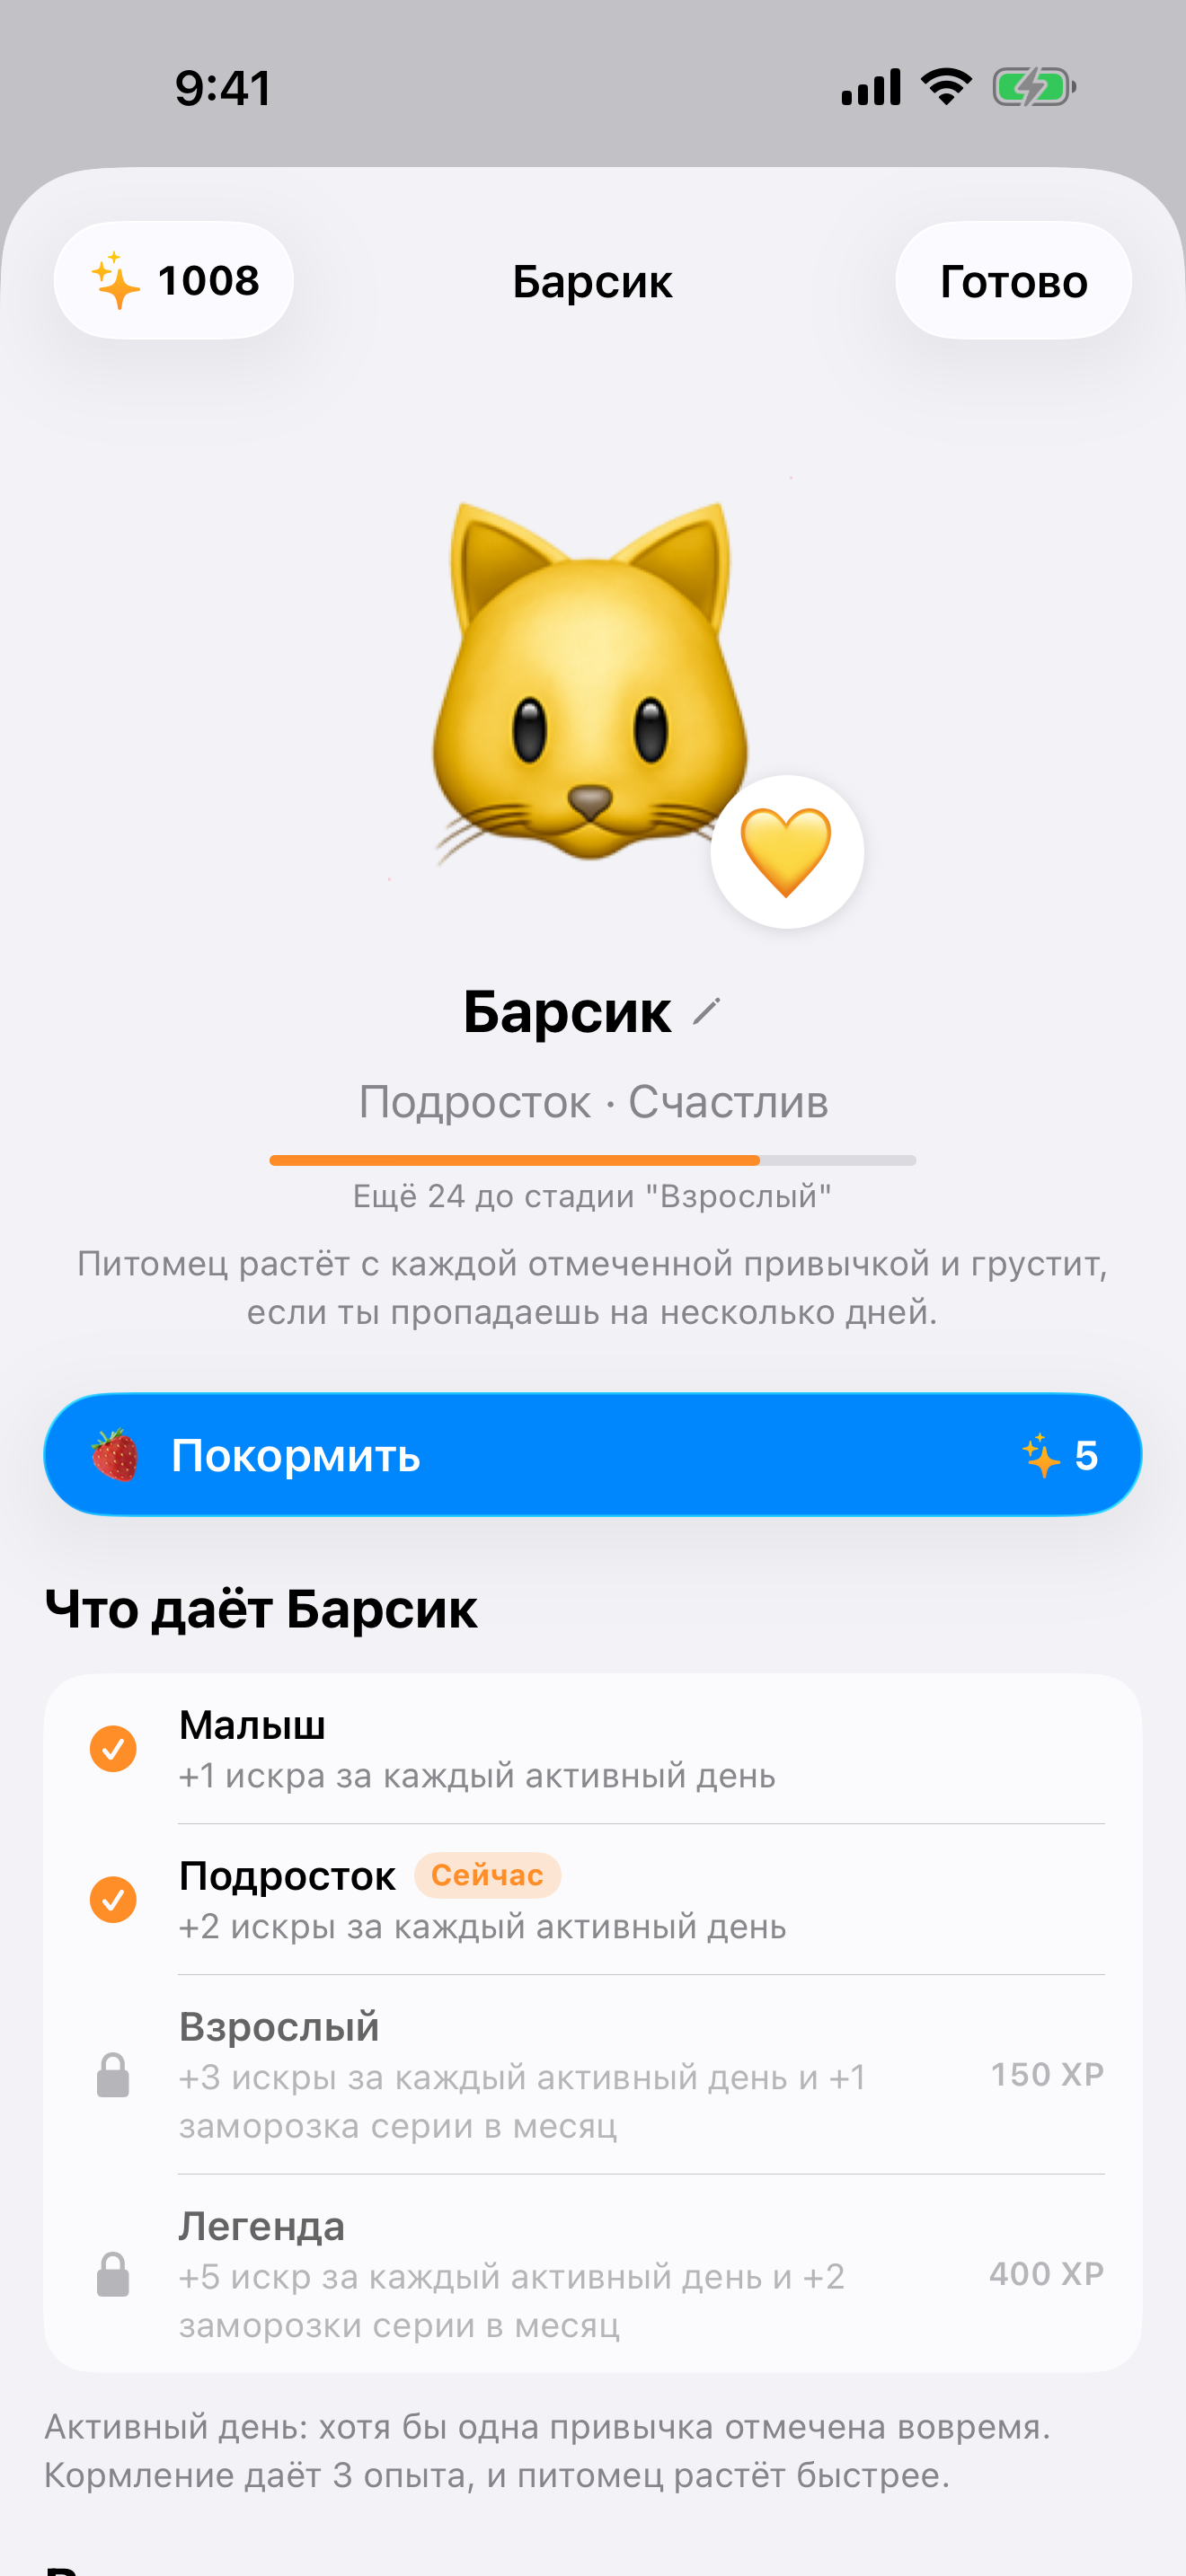 9:41
✨ 1008
Барсик
Готово
Барсик
Подросток · Счастлив
Ещё 24 до стадии "Взрослый"
Питомец растёт с каждой отмеченной привычкой и грустит,
если ты пропадаешь на несколько дней.
🍓 Покормить ✨ 5
Что даёт Барсик
Малыш
+1 искра за каждый активный день
Подросток Сейчас
+2 искры за каждый активный день
Взрослый
+3 искры за каждый активный день и +1
заморозка серии в месяц
150 XP
Легенда
+5 искр за каждый активный день и +2
заморозки серии в месяц
400 XP
Активный день: хотя бы одна привычка отмечена вовремя.
Кормление даёт 3 опыта, и питомец растёт быстрее.